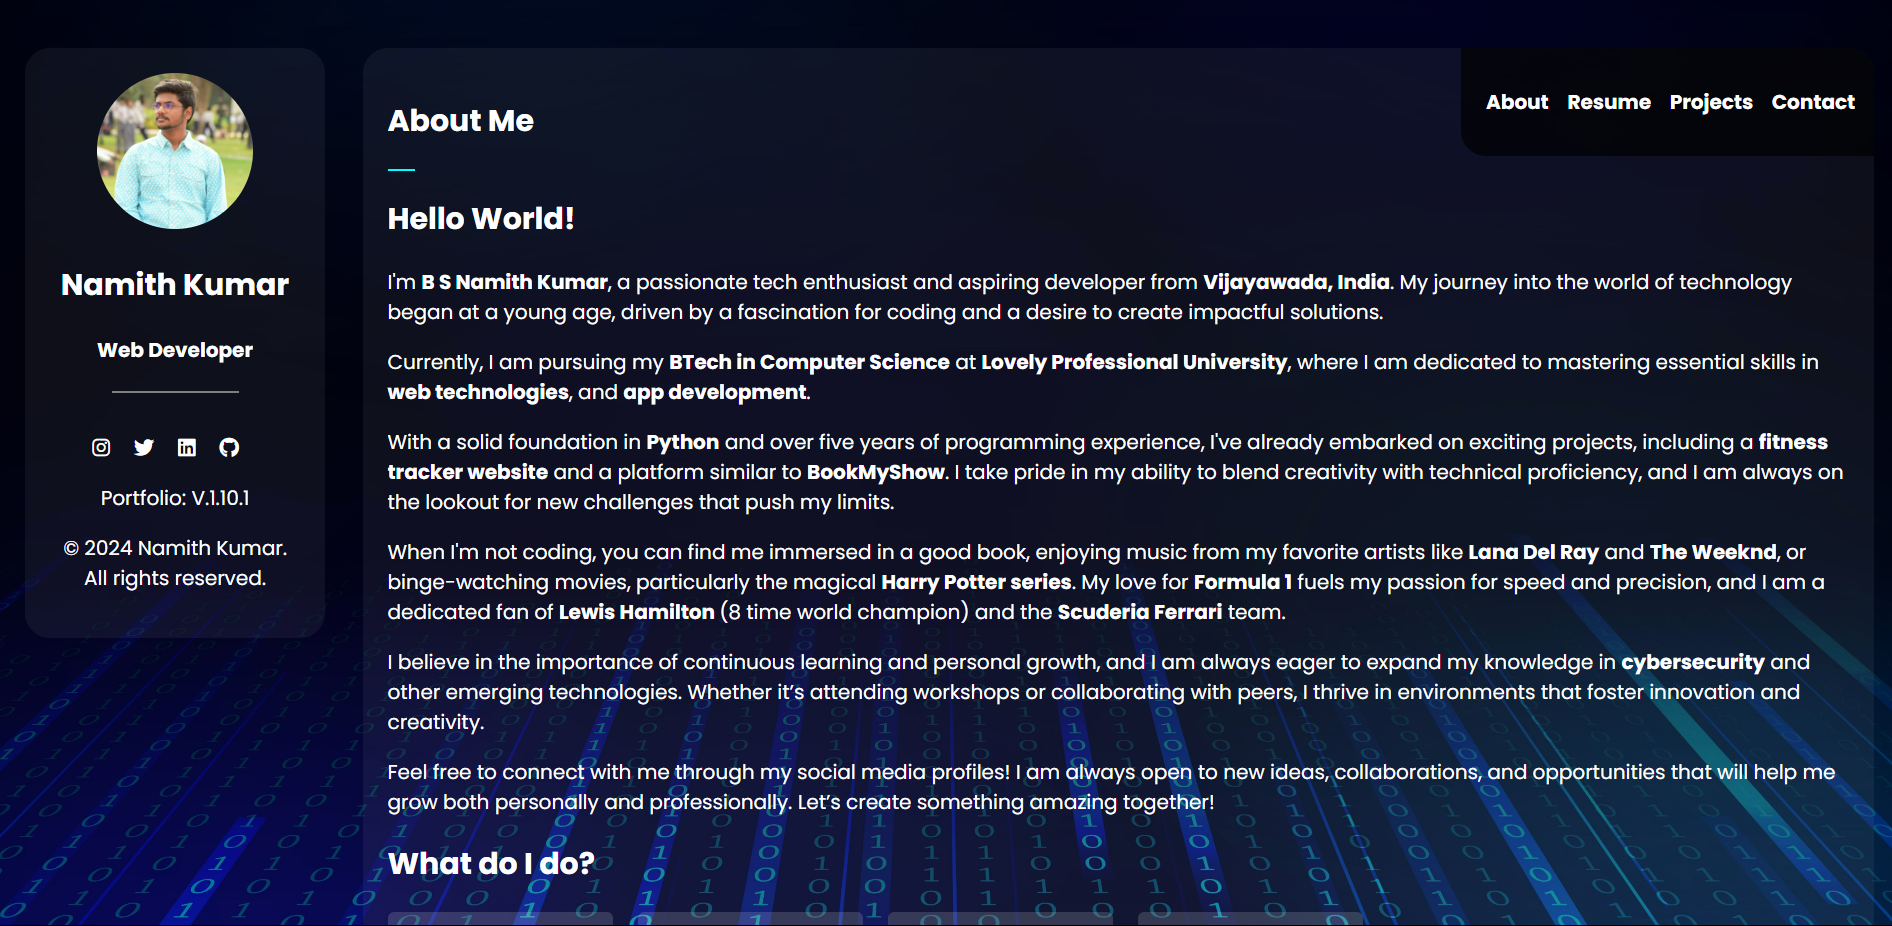 Namith Kumar
Web Developer
Portfolio: V.1.10.1
© 2024 Namith Kumar.
All rights reserved.
About Resume Projects Contact
About Me
Hello World!
I'm B S Namith Kumar, a passionate tech enthusiast and aspiring developer from Vijayawada, India. My journey into the world of technology
began at a young age, driven by a fascination for coding and a desire to create impactful solutions.
Currently, I am pursuing my BTech in Computer Science at Lovely Professional University, where I am dedicated to mastering essential skills in
web technologies, and app development.
With a solid foundation in Python and over five years of programming experience, I've already embarked on exciting projects, including a fitness
tracker website and a platform similar to BookMyShow. I take pride in my ability to blend creativity with technical proficiency, and I am always on
the lookout for new challenges that push my limits.
When I'm not coding, you can find me immersed in a good book, enjoying music from my favorite artists like Lana Del Ray and The Weeknd, or
binge-watching movies, particularly the magical Harry Potter series. My love for Formula 1 fuels my passion for speed and precision, and I am a
dedicated fan of Lewis Hamilton (8 time world champion) and the Scuderia Ferrari team.
I believe in the importance of continuous learning and personal growth, and I am always eager to expand my knowledge in cybersecurity and
other emerging technologies. Whether it’s attending workshops or collaborating with peers, I thrive in environments that foster innovation and
creativity.
Feel free to connect with me through my social media profiles! I am always open to new ideas, collaborations, and opportunities that will help me
grow both personally and professionally. Let’s create something amazing together!
What do I do?